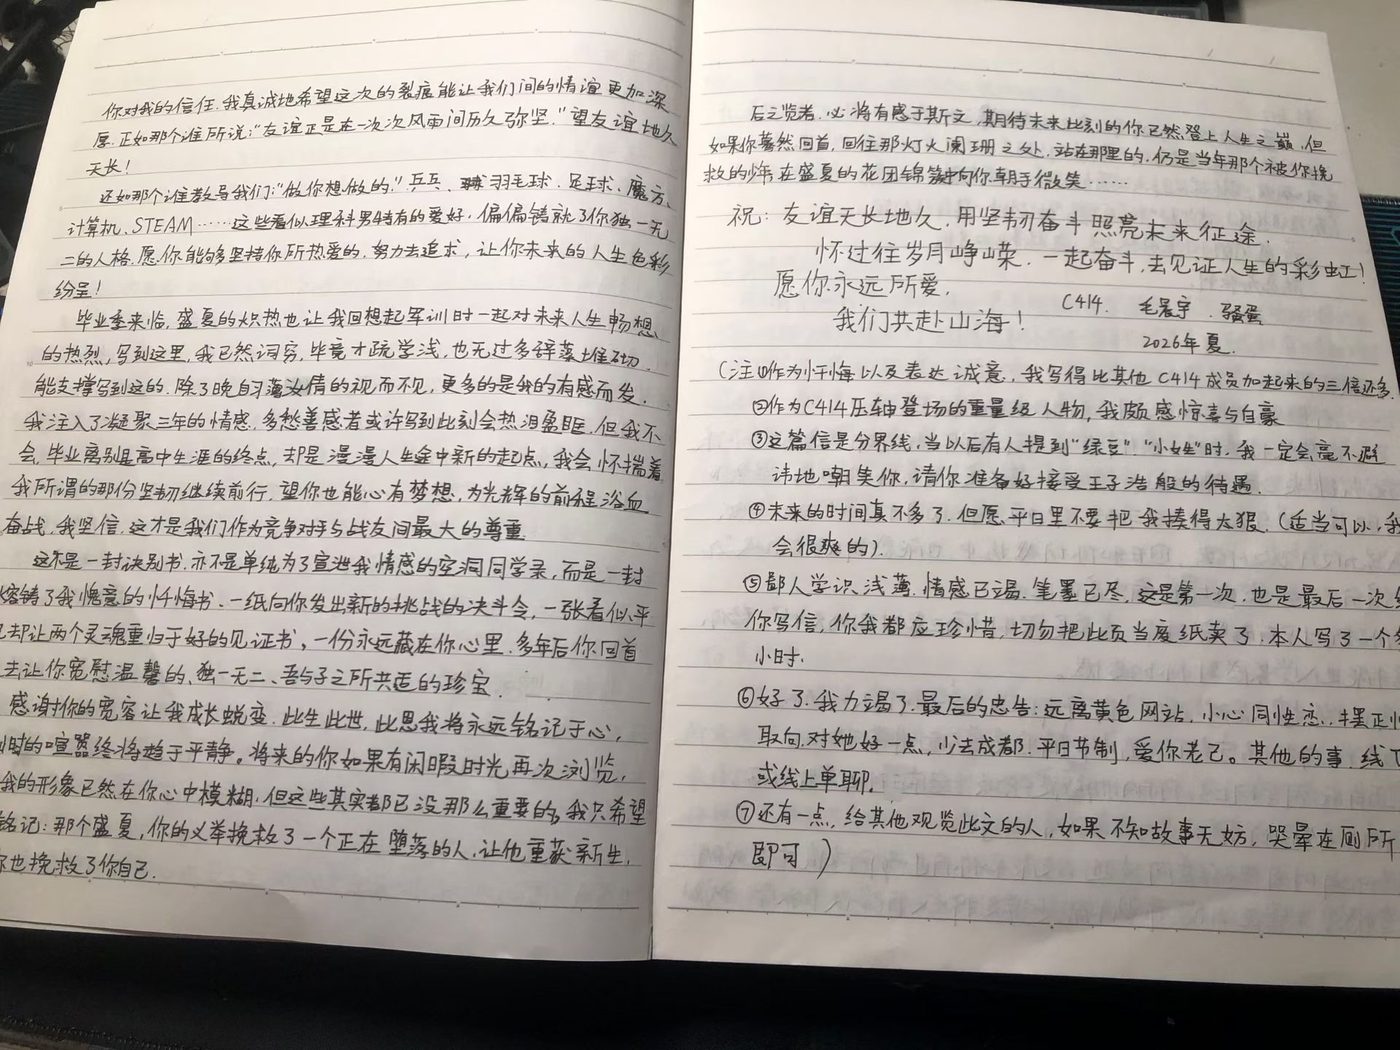 你对我的信任.我真诚地希望这次的裂痕能让我们间的情谊更加深
厚.正如那个谁所说:"友谊正是在一次次风雨间历久弥坚."望友谊地久
天长!
还如那个谁教导我们:"做你想做的."乒乓、羽毛球、足球、魔方、
计算机、STEAM……这些看似理科男特有的爱好,偏偏铸就了你独一无
二的人格.愿你能够坚持你所热爱的,努力去追求,让你未来的人生色彩
纷呈!
毕业季来临,盛夏的炽热也让我回想起军训时一起对未来人生畅想
的热烈,写到这里,我已然词穷,毕竟才疏学浅,也无过多辞藻堆砌,
能支撑写到这的.除了晚自习的视而不见,更多的是我的有感而发.
我注入了凝聚三年的情感,多愁善感者或许写到此刻会热泪盈眶.但我不
会,毕业离别是高中生涯的终点,却是漫漫人生途中新的起点,我会怀揣着
我所谓的那份坚韧继续前行,望你也能心有梦想,为光辉的前程浴血
奋战,我坚信,这才是我们作为竞争对手与战友间最大的尊重.
这不是一封诀别书,亦不是单纯为了宣泄我情感的空洞同学录,而是一封
熔铸了我愧意的忏悔书、一纸向你发出新的挑战的决斗令,一张看似平
凡却让两个灵魂重归于好的见证书,一份永远藏在你心里.多年后你回首
去让你宽慰温馨的、独一无二、吾与子之所共适的珍宝.
感谢你的宽容让我成长蜕变.此生此世,此恩我将永远铭记于心,
时的喧嚣终将趋于平静。将来的你如果有闲暇时光再次浏览,
我的形象已然在你心中模糊.但这些其实都已没那么重要的,我只希望
铭记:那个盛夏,你的义举挽救了一个正在堕落的人,让他重获新生,
你也挽救了你自己.
后之览者,必将有感于斯文,期待未来此刻的你已然登上人生之巅,但
如果你蓦然回首,回往那灯火阑珊之处,站在那里的,仍是当年那个被你挽
救的少年在盛夏的花团锦簇中向你朝手微笑……
祝:友谊天长地久,用坚韧奋斗照亮未来征途.
怀过往岁月峥嵘,一起奋斗,去见证人生的彩虹!
愿你永远所爱,
我们共赴山海!
C414. 毛宸宇.骚蛋
2026年夏.
(注①作为忏悔以及表达诚意,我写得比其他C414成员加起来的三倍还多,
②作为C414压轴登场的重量级人物,我颇感惊喜与自豪
③这篇信是分界线,当以后有人提到"绿豆""小女生"时,我一定会毫不避
讳地嘲笑你,请你准备好接受王子浩般的待遇.
④未来的时间真不多了,但愿平日里不要把我揍得太狠.(适当可以,我
会很爽的).
⑤鄙人学识浅薄,情感已竭,笔墨已尽,这是第一次,也是最后一次给
你写信,你我都应珍惜,切勿把此页当废纸卖了,本人写了一个多
小时.
⑥好了.我力竭了.最后的忠告:远离黄色网站,小心同性恋,摆正性
取向.对她好一点,少去成都.平日节制,爱你老己。其他的事,线下
或线上单聊.
⑦还有一点,给其他观览此文的人,如果不知故事无妨,哭晕在厕所
即可)